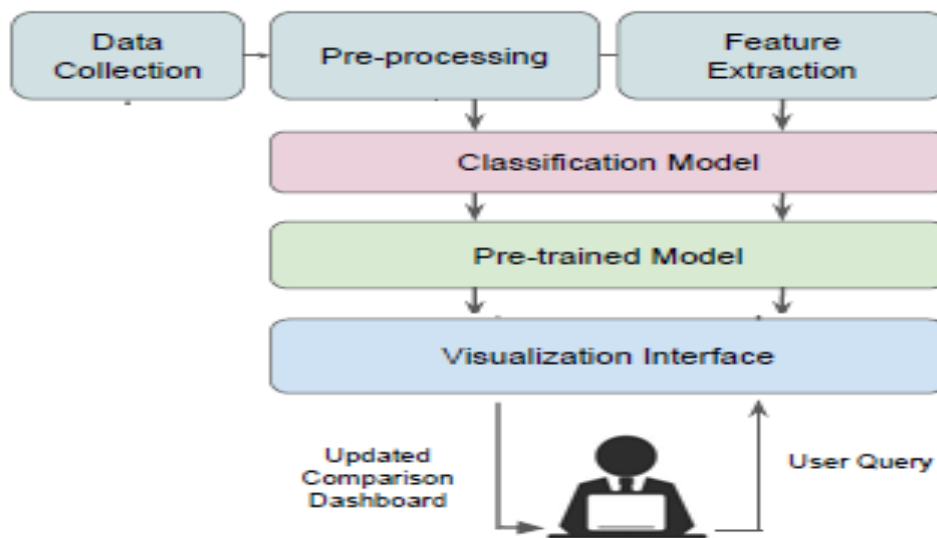 Data
Collection
Pre-processing
Feature
Extraction
Classification Model
Pre-trained Model
Visualization Interface
Updated
Comparison
Dashboard
User Query